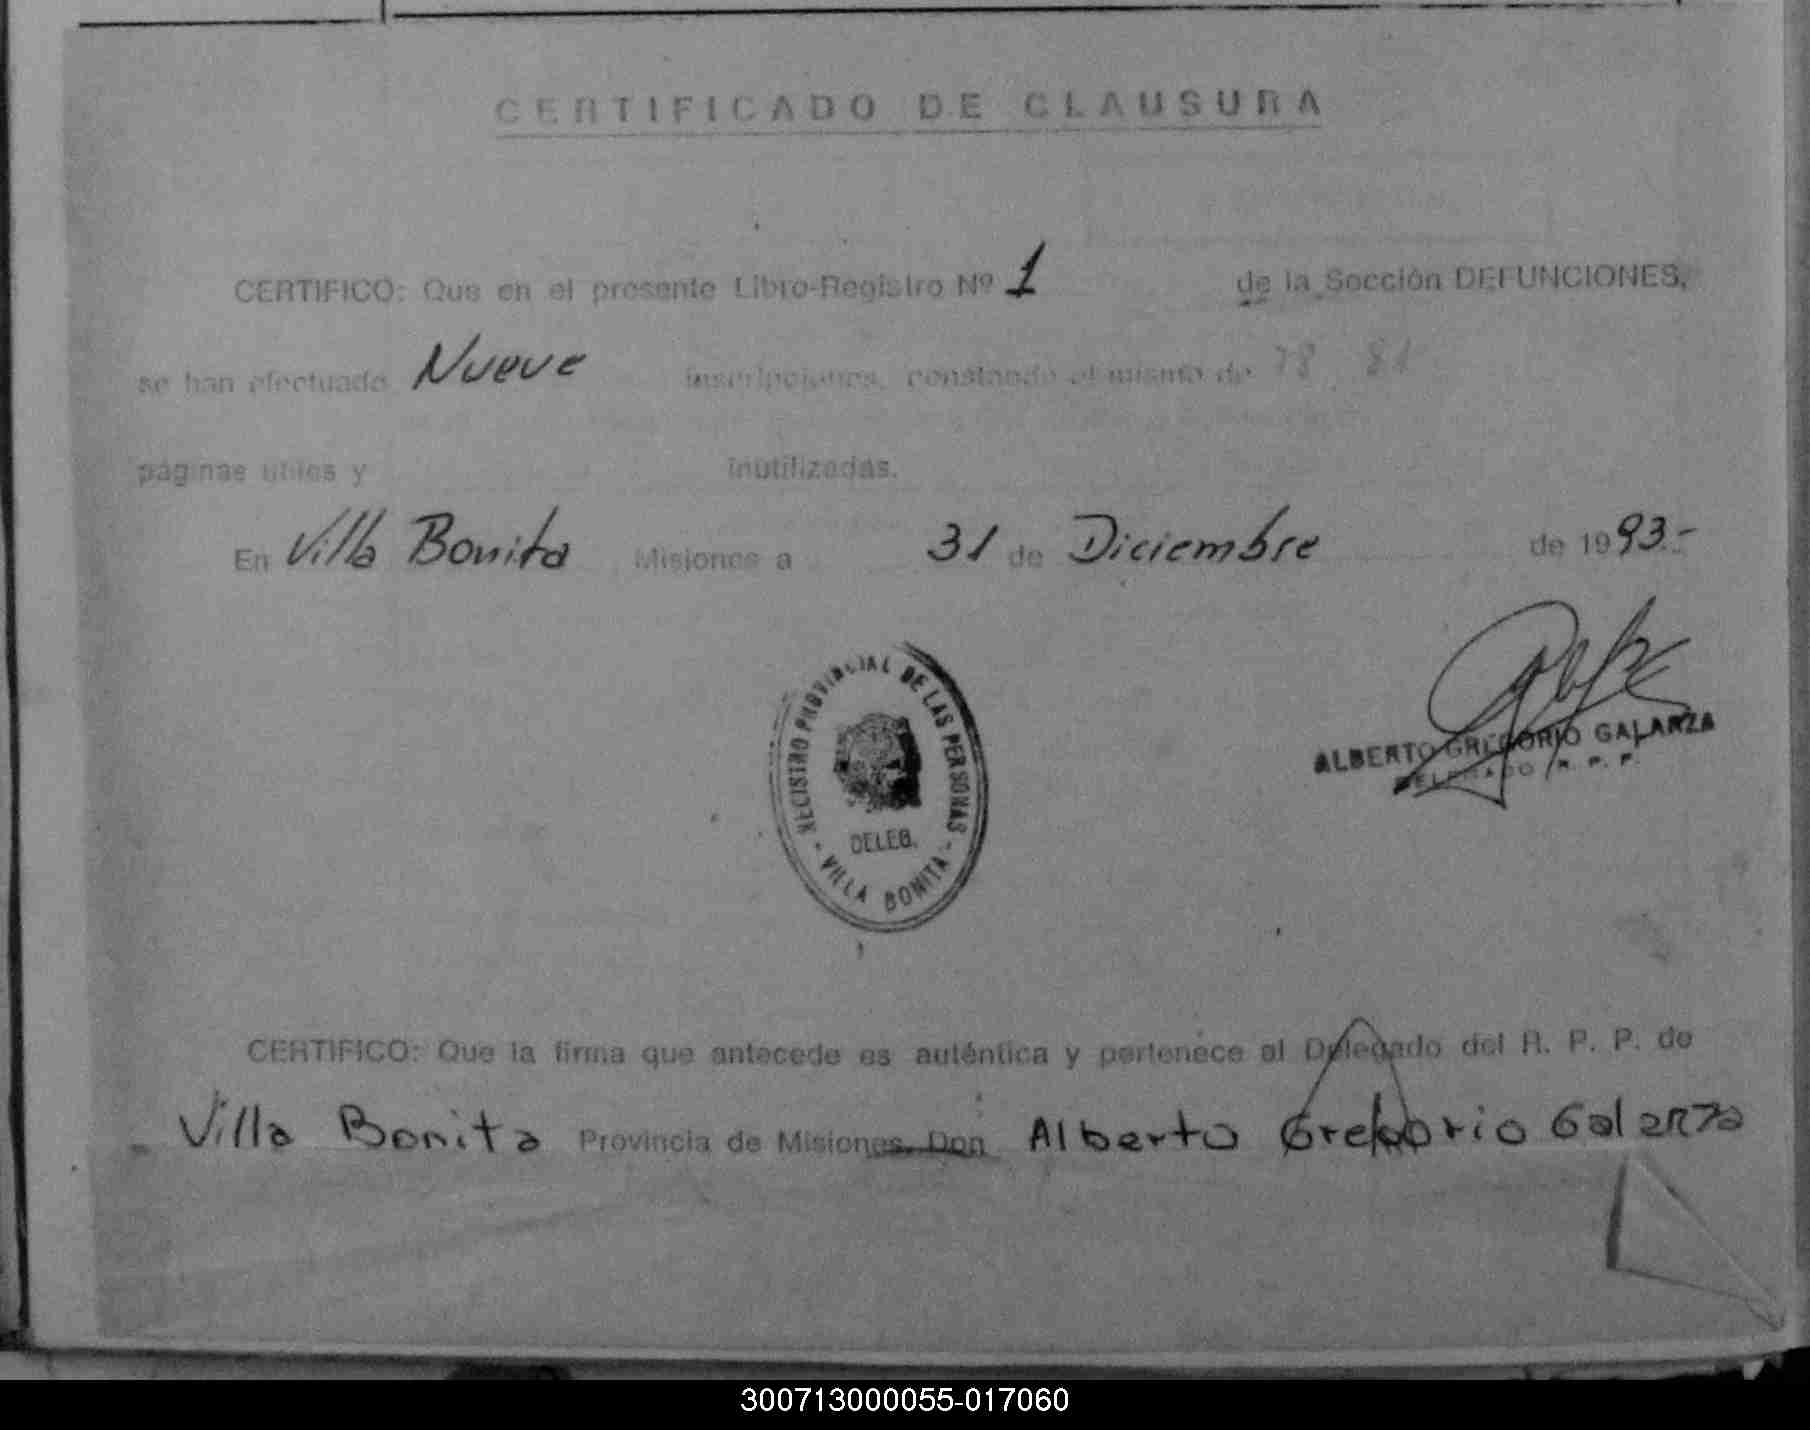 CERTIFICADO DE CLAUSURA
CERTIFICO: Que en el presente Libro-Registro Nº 1 de la Sección DEFUNCIONES,
se han efectuado Nueve inscripciones, constando el mismo de
páginas útiles y inutilizadas.
En Villa Bonita Misiones a 31 de Diciembre de 1993.-
REGISTRO PROVINCIAL DE LAS PERSONAS
DELEG.
- VILLA BONITA -
ALBERTO GREGORIO GALARZA
DELEGADO R. P. P.
CERTIFICO: Que la firma que antecede es auténtica y pertenece al Delegado del R. P. P. de
Villa Bonita Provincia de Misiones, Don Alberto Gregorio Galarza
300713000055-017060